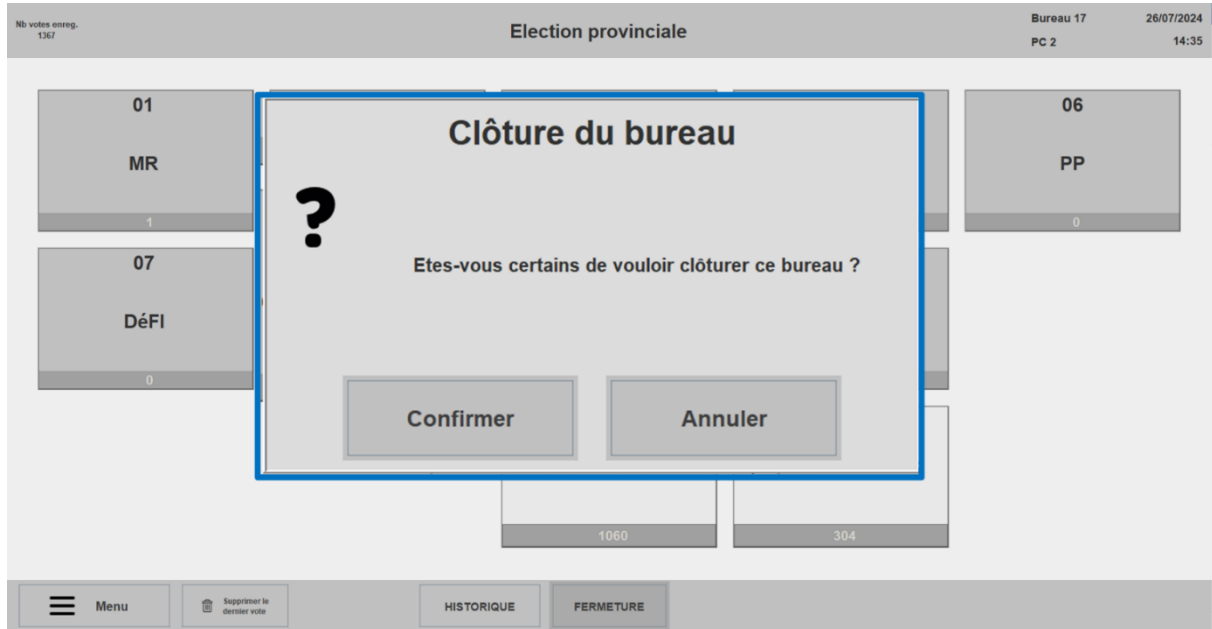 Nb votes enreg.
1367
Election provinciale
Bureau 17
26/07/2024
PC 2
14:35
01
MR
1
06
PP
0
07
DéFI
0
Clôture du bureau
?
Etes-vous certains de vouloir clôturer ce bureau ?
Confirmer
Annuler
1060
304
Menu
Supprimer le
dernier vote
HISTORIQUE
FERMETURE